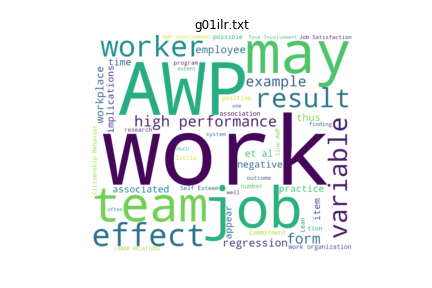 g01ilr.txt
AWP Involvement
possible
Task Involvement
Job Satisfaction
worker
employee
may
time
program
extent
workplace
implications
AWP
positive
one
example
result
high performance
association
thus
research
work
finding
variable
Citizenship Behavior
much
system
little
et al
line AWP
negative
associated
Self Esteem
outcome
number
practice
team
job
well
item
often
appear
Commitment
Lean
tion
effect
regression
form
LABOR RELATIONS
work organization